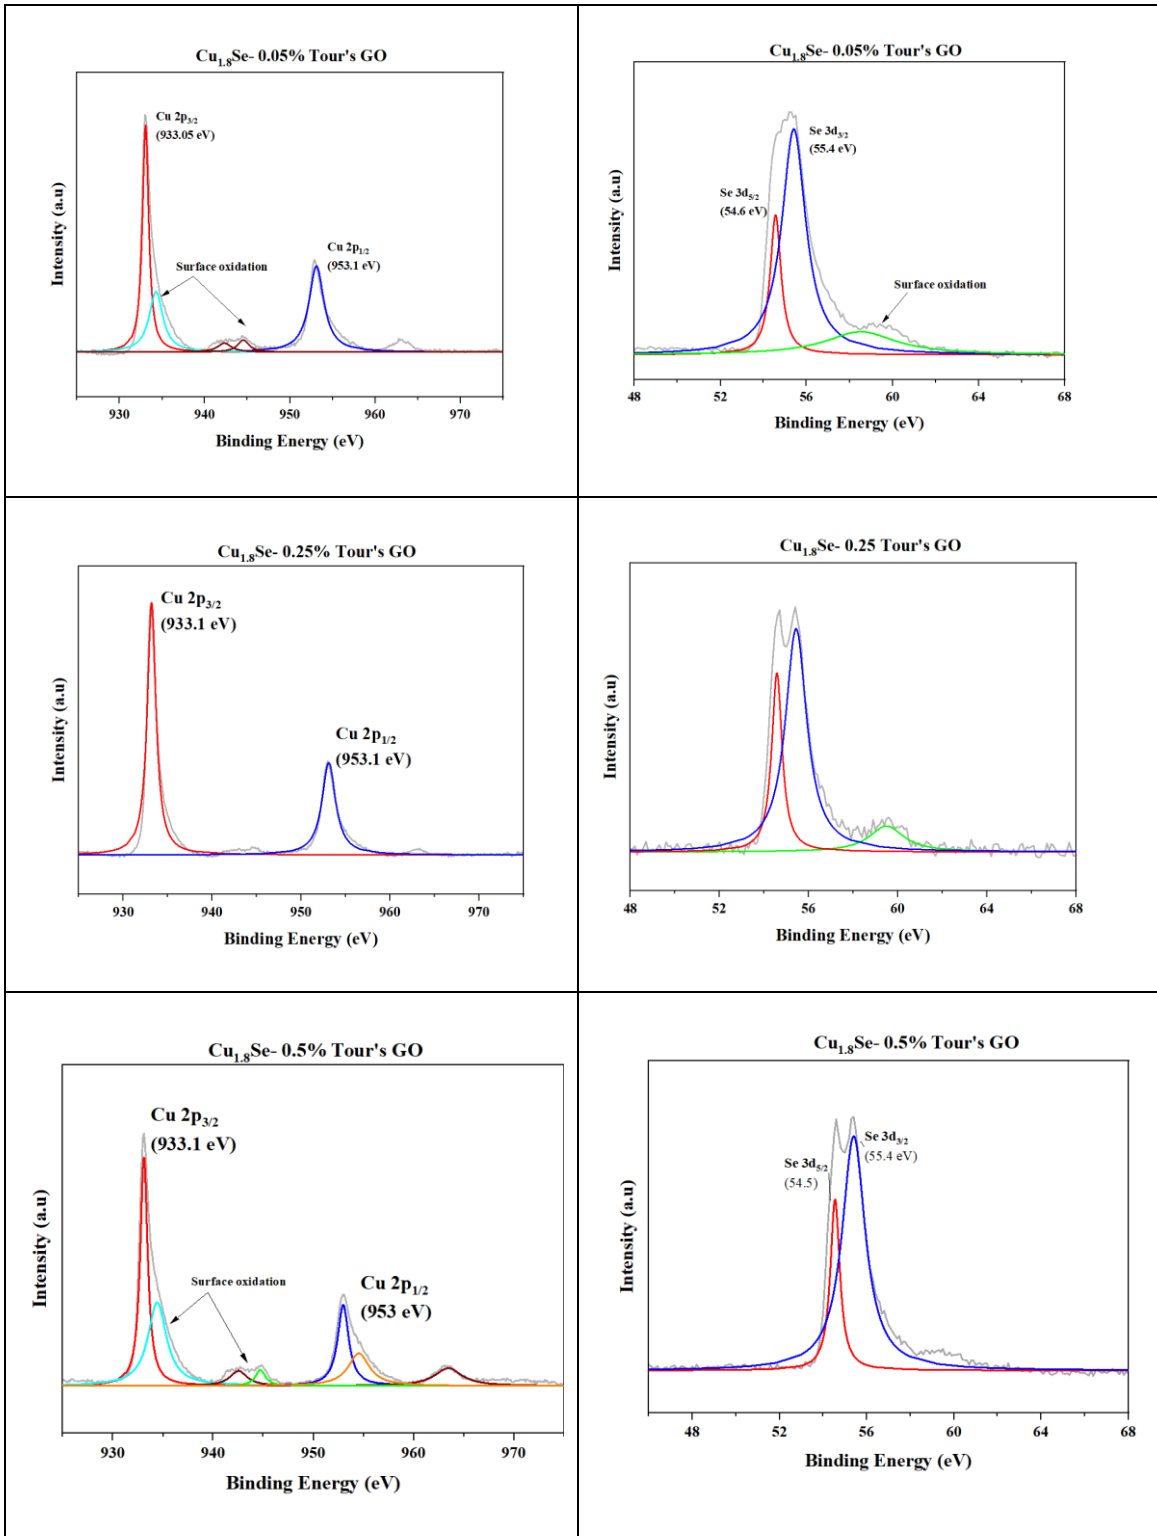 Cu1.8Se- 0.05% Tour's GO
Cu 2p3/2
(933.05 eV)
Cu 2p1/2
(953.1 eV)
Surface oxidation
Intensity (a.u)
930 940 950 960 970
Binding Energy (eV)
Cu1.8Se- 0.05% Tour's GO
Se 3d3/2
(55.4 eV)
Se 3d5/2
(54.6 eV)
Surface oxidation
Intensity (a.u)
48 52 56 60 64 68
Binding Energy (eV)
Cu1.8Se- 0.25% Tour's GO
Cu 2p3/2
(933.1 eV)
Cu 2p1/2
(953.1 eV)
Intensity (a.u)
930 940 950 960 970
Binding Energy (eV)
Cu1.8Se- 0.25 Tour's GO
Intensity (a.u)
48 52 56 60 64 68
Binding Energy (eV)
Cu1.8Se- 0.5% Tour's GO
Cu 2p3/2
(933.1 eV)
Surface oxidation
Cu 2p1/2
(953 eV)
Intensity (a.u)
930 940 950 960 970
Binding Energy (eV)
Cu1.8Se- 0.5% Tour's GO
Se 3d3/2
(55.4 eV)
Se 3d5/2
(54.5)
Intensity (a.u)
48 52 56 60 64 68
Binding Energy (eV)